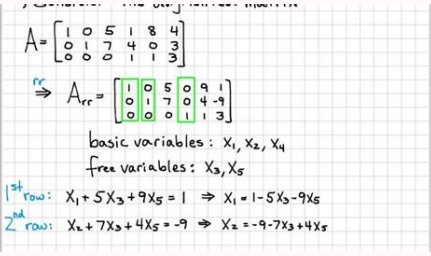 A = [1 0 5 1 8 4
0 1 7 4 0 3
0 0 0 1 1 3]
rr ⇒ Arr = [1 0 5 0 9 1
0 1 7 0 4 -9
0 0 0 1 1 3]
basic variables: X1, X2, X4
free variables: X3, X5
1st row: X1 + 5X3 + 9X5 = 1 ⇒ X1 = 1 - 5X3 - 9X5
2nd row: X2 + 7X3 + 4X5 = -9 ⇒ X2 = -9 - 7X3 + 4X5